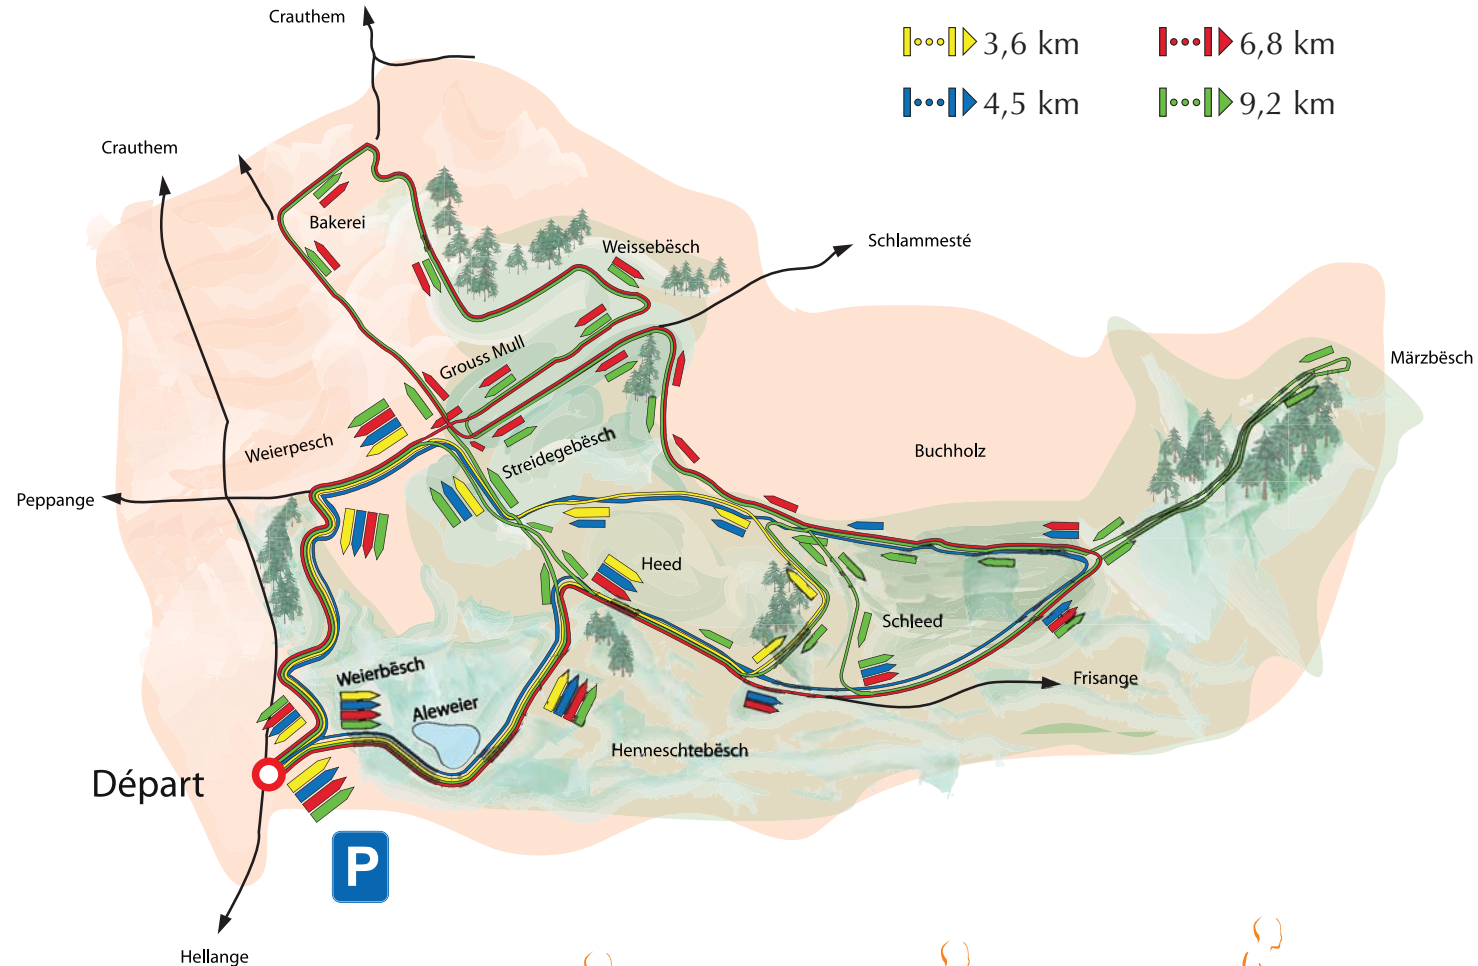 Crauthem
3,6 km
6,8 km
4,5 km
9,2 km
Crauthem
Bakerei
Weissebësch
Schlammesté
Grouss Mull
Märzbësch
Weierpesch
Streidegebësch
Buchholz
Peppange
Heed
Schleed
Weierbësch
Frisange
Aleweier
Henneschtebësch
Départ
P
Hellange